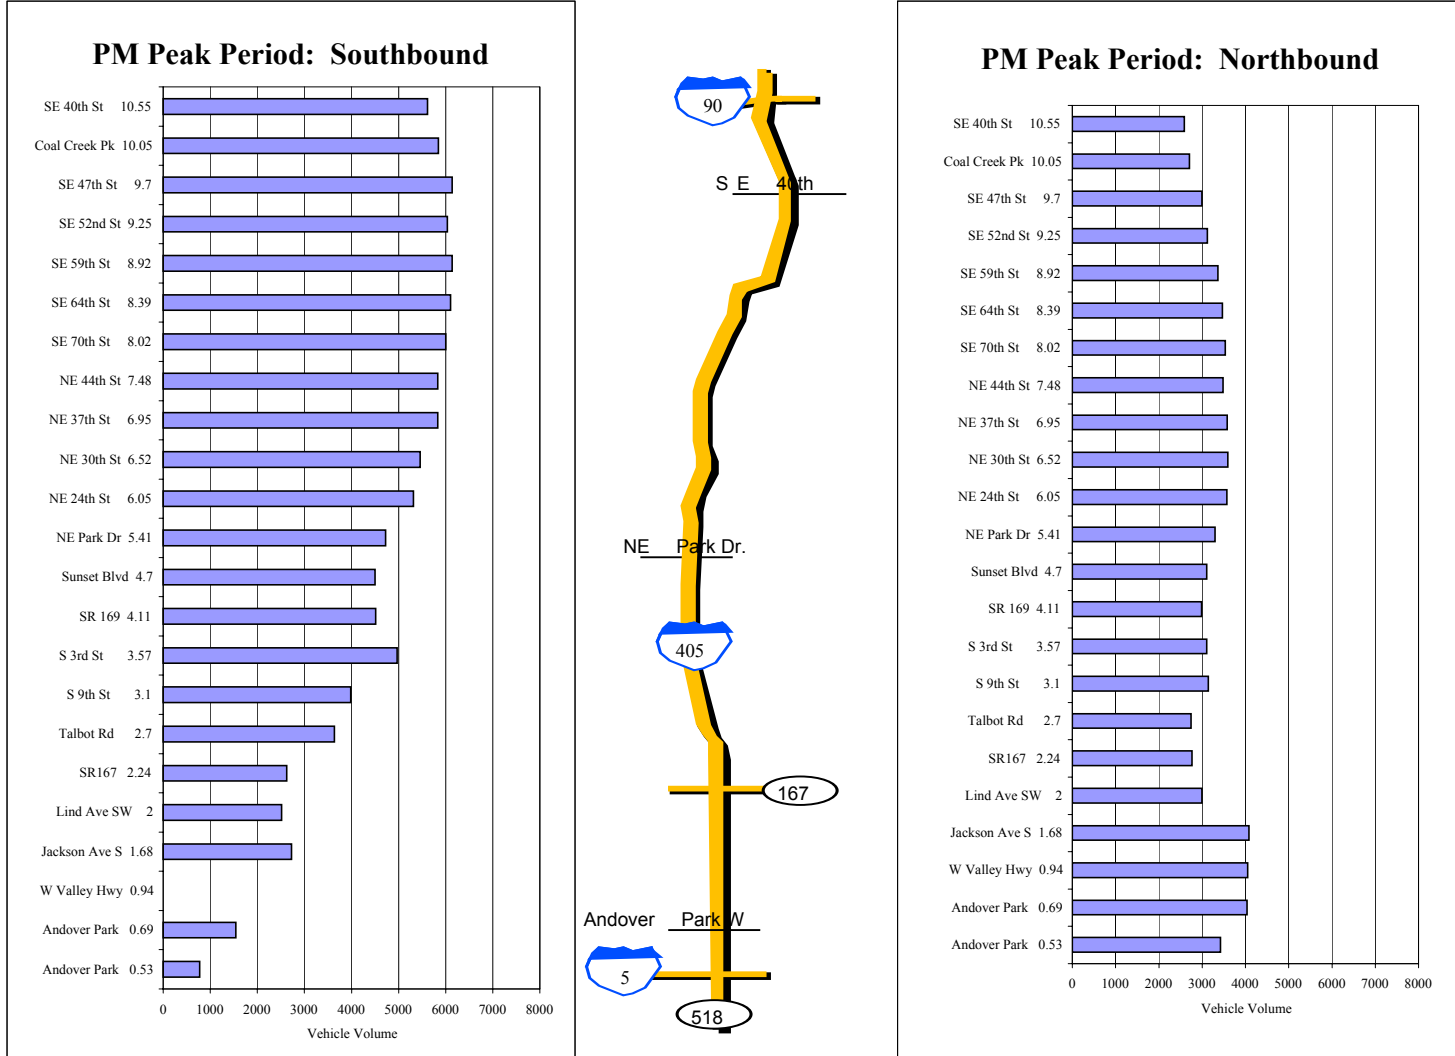 PM Peak Period: Southbound
SE 40th St 10.55
Coal Creek Pk 10.05
SE 47th St 9.7
SE 52nd St 9.25
SE 59th St 8.92
SE 64th St 8.39
SE 70th St 8.02
NE 44th St 7.48
NE 37th St 6.95
NE 30th St 6.52
NE 24th St 6.05
NE Park Dr 5.41
Sunset Blvd 4.7
SR 169 4.11
S 3rd St 3.57
S 9th St 3.1
Talbot Rd 2.7
SR167 2.24
Lind Ave SW 2
Jackson Ave S 1.68
W Valley Hwy 0.94
Andover Park 0.69
Andover Park 0.53
0 1000 2000 3000 4000 5000 6000 7000 8000
Vehicle Volume
90
S E 40th
NE Park Dr.
405
167
Andover Park W
5
518
PM Peak Period: Northbound
SE 40th St 10.55
Coal Creek Pk 10.05
SE 47th St 9.7
SE 52nd St 9.25
SE 59th St 8.92
SE 64th St 8.39
SE 70th St 8.02
NE 44th St 7.48
NE 37th St 6.95
NE 30th St 6.52
NE 24th St 6.05
NE Park Dr 5.41
Sunset Blvd 4.7
SR 169 4.11
S 3rd St 3.57
S 9th St 3.1
Talbot Rd 2.7
SR167 2.24
Lind Ave SW 2
Jackson Ave S 1.68
W Valley Hwy 0.94
Andover Park 0.69
Andover Park 0.53
0 1000 2000 3000 4000 5000 6000 7000 8000
Vehicle Volume